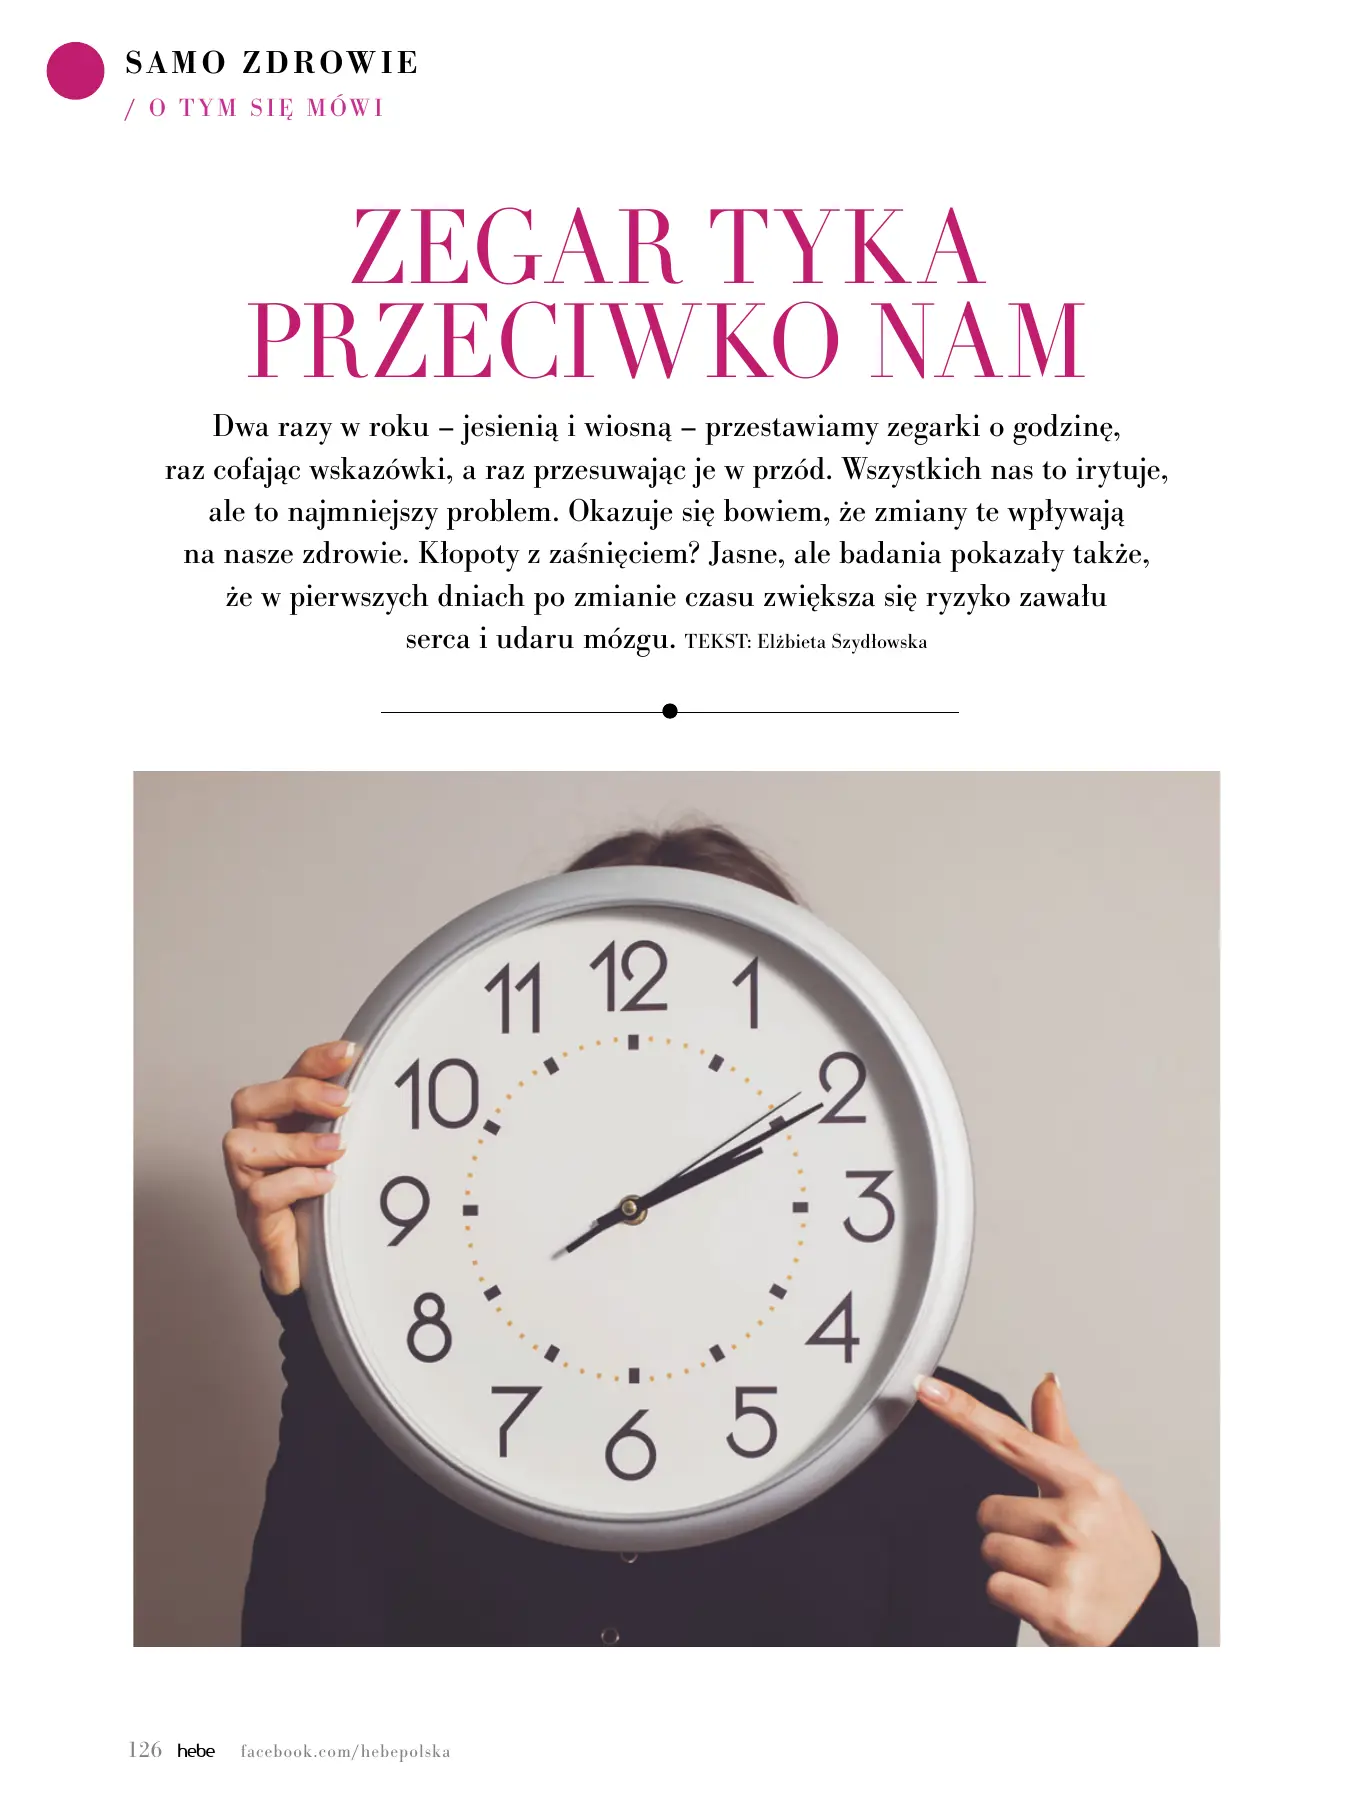 SAMO ZDROWIE
/ O TYM SIĘ MÓWI
ZEGAR TYKA
PRZECIWKO NAM
Dwa razy w roku – jesienią i wiosną – przestawiamy zegarki o godzinę,
raz cofając wskazówki, a raz przesuwając je w przód. Wszystkich nas to irytuje,
ale to najmniejszy problem. Okazuje się bowiem, że zmiany te wpływają
na nasze zdrowie. Kłopoty z zaśnięciem? Jasne, ale badania pokazały także,
że w pierwszych dniach po zmianie czasu zwiększa się ryzyko zawału
serca i udaru mózgu. TEKST: Elżbieta Szydłowska
12
1
2
3
4
5
6
7
8
9
10
11
126 hebe facebook.com/hebepolska